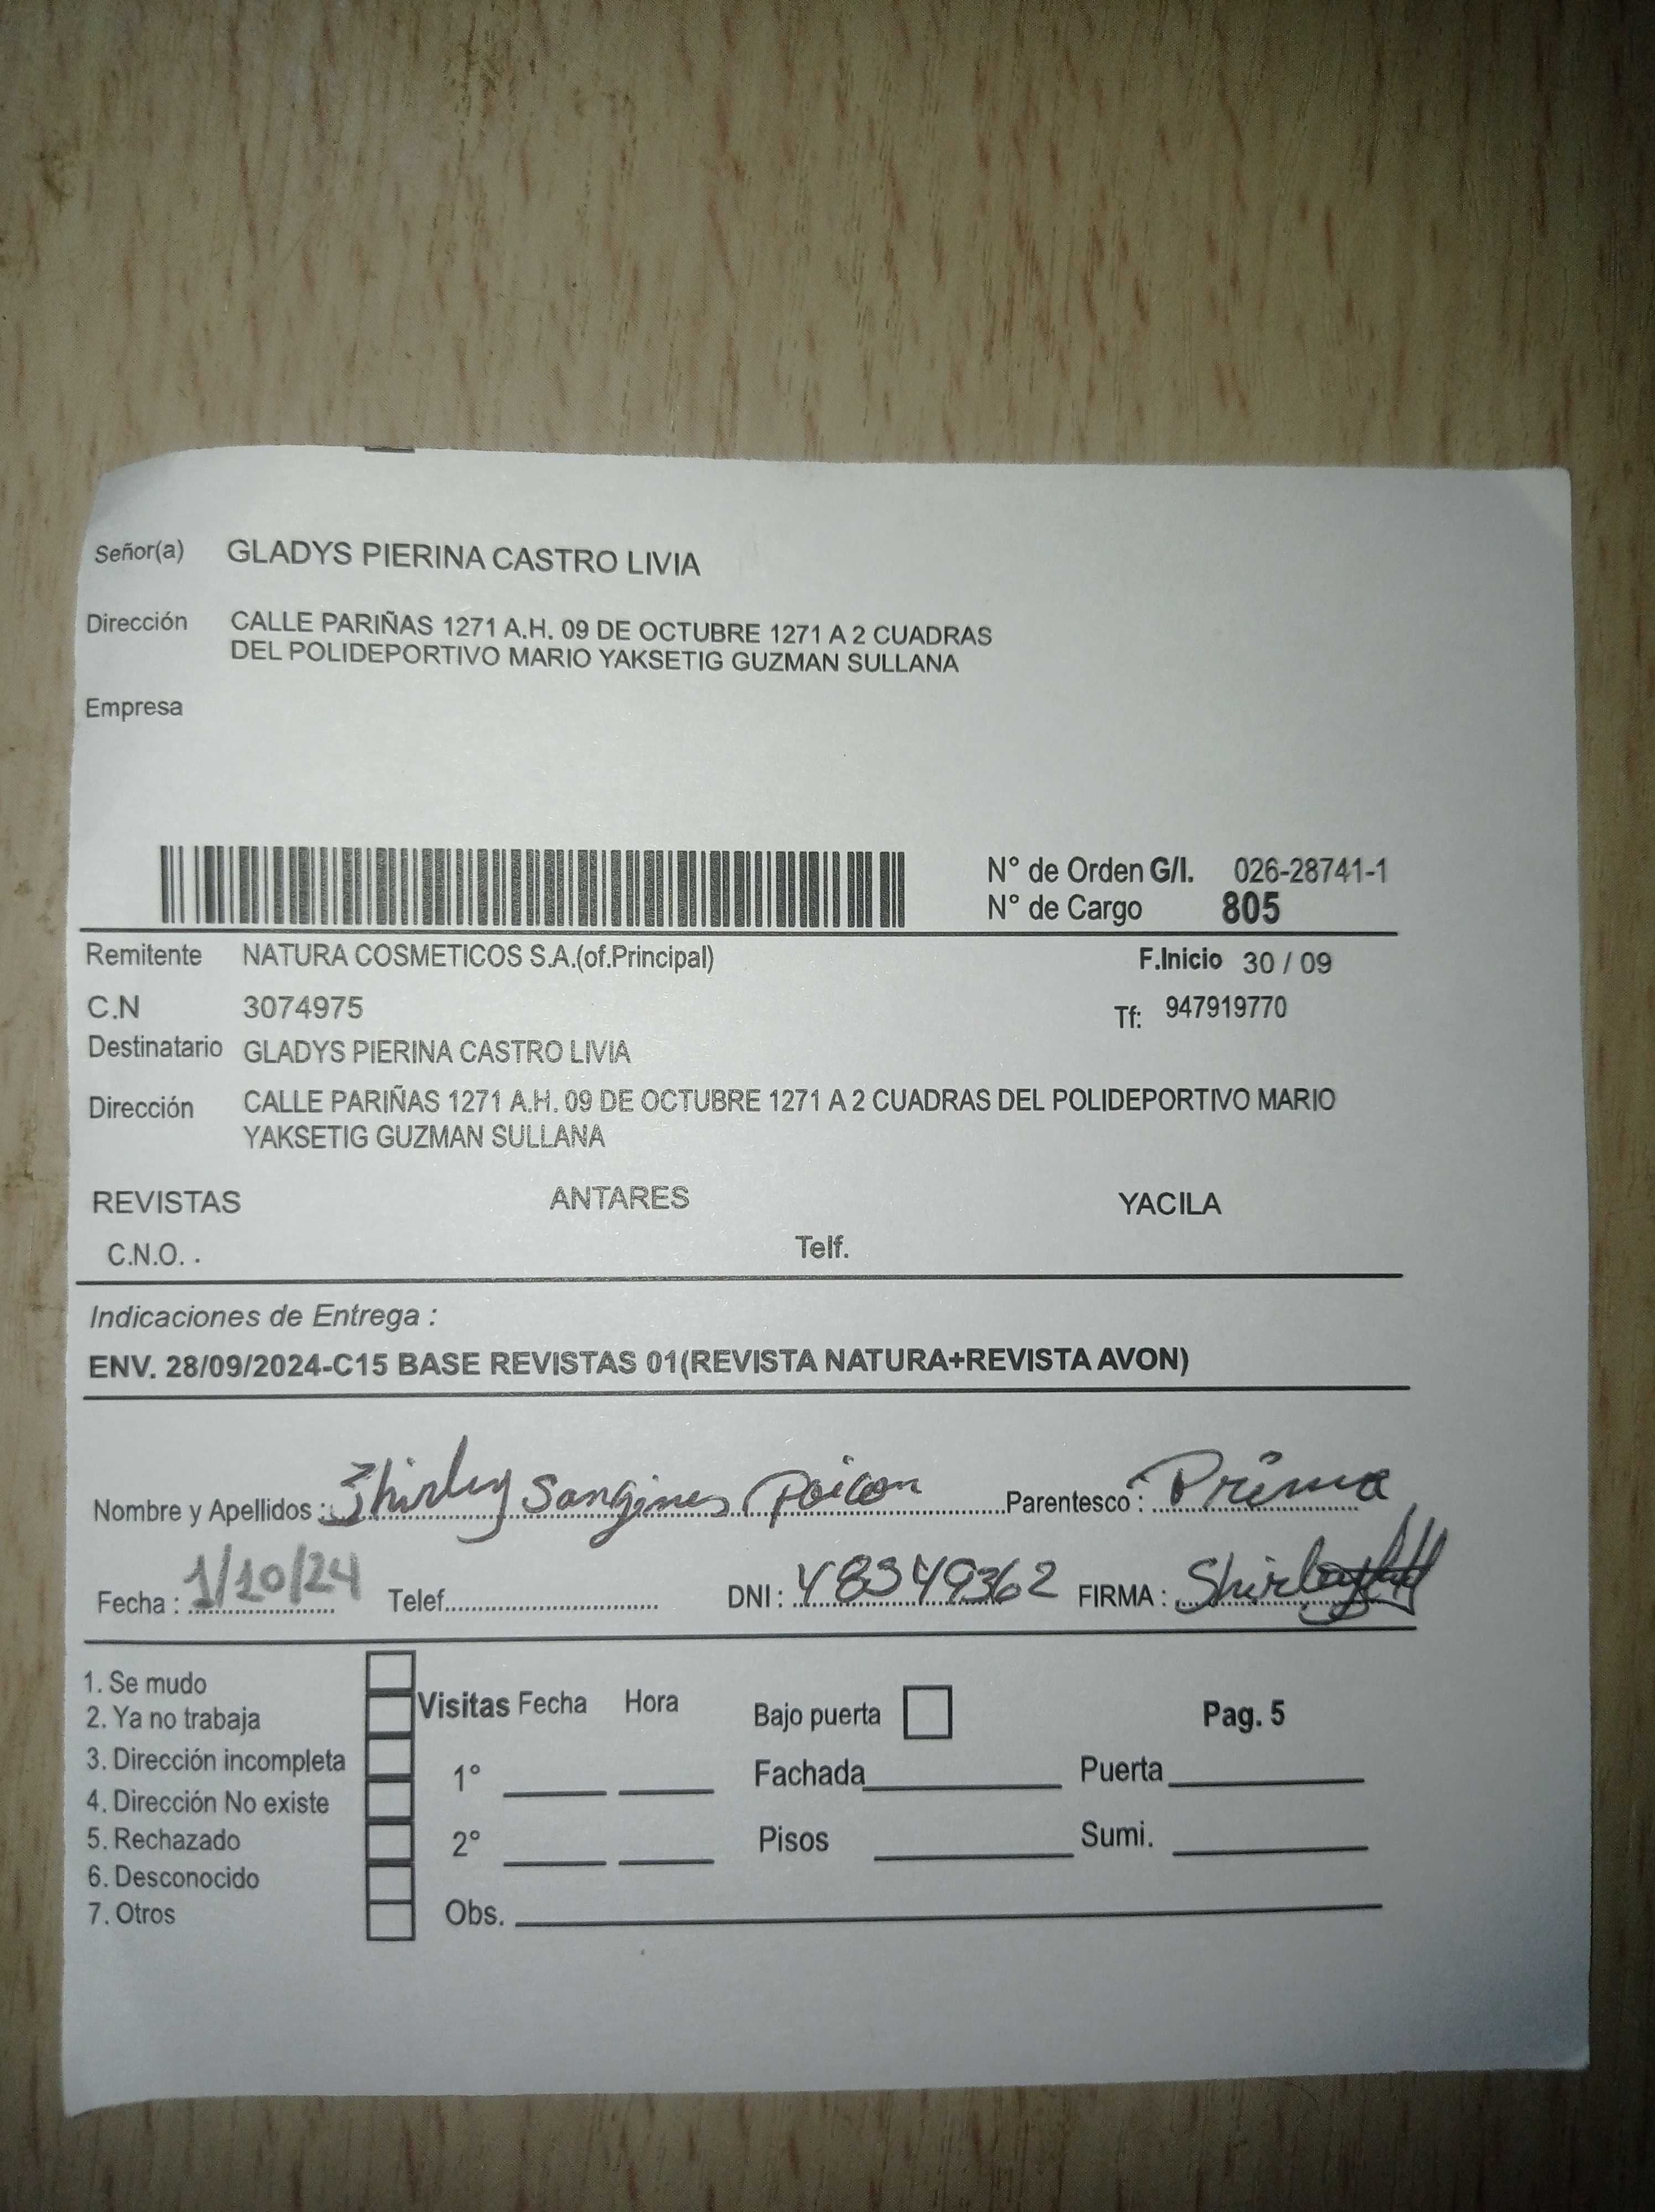 Señor(a) GLADYS PIERINA CASTRO LIVIA
Dirección CALLE PARIÑAS 1271 A.H. 09 DE OCTUBRE 1271 A 2 CUADRAS
DEL POLIDEPORTIVO MARIO YAKSETIG GUZMAN SULLANA
Empresa
N° de Orden G/I. 026-28741-1
N° de Cargo 805
Remitente NATURA COSMETICOS S.A.(of.Principal) F.Inicio 30 / 09
C.N 3074975 Tf: 947919770
Destinatario GLADYS PIERINA CASTRO LIVIA
Dirección CALLE PARIÑAS 1271 A.H. 09 DE OCTUBRE 1271 A 2 CUADRAS DEL POLIDEPORTIVO MARIO
YAKSETIG GUZMAN SULLANA
REVISTAS ANTARES YACILA
C.N.O. . Telf.
Indicaciones de Entrega :
ENV. 28/09/2024-C15 BASE REVISTAS 01(REVISTA NATURA+REVISTA AVON)
Nombre y Apellidos : Shirley Sangines Poicon Parentesco : Prima
Fecha : 1/10/24 Telef. DNI : 48349362 FIRMA : Shirley
1. Se mudo
2. Ya no trabaja
3. Dirección incompleta
4. Dirección No existe
5. Rechazado
6. Desconocido
7. Otros
Visitas Fecha Hora Bajo puerta Pag. 5
1° Fachada Puerta
2° Pisos Sumi.
Obs.